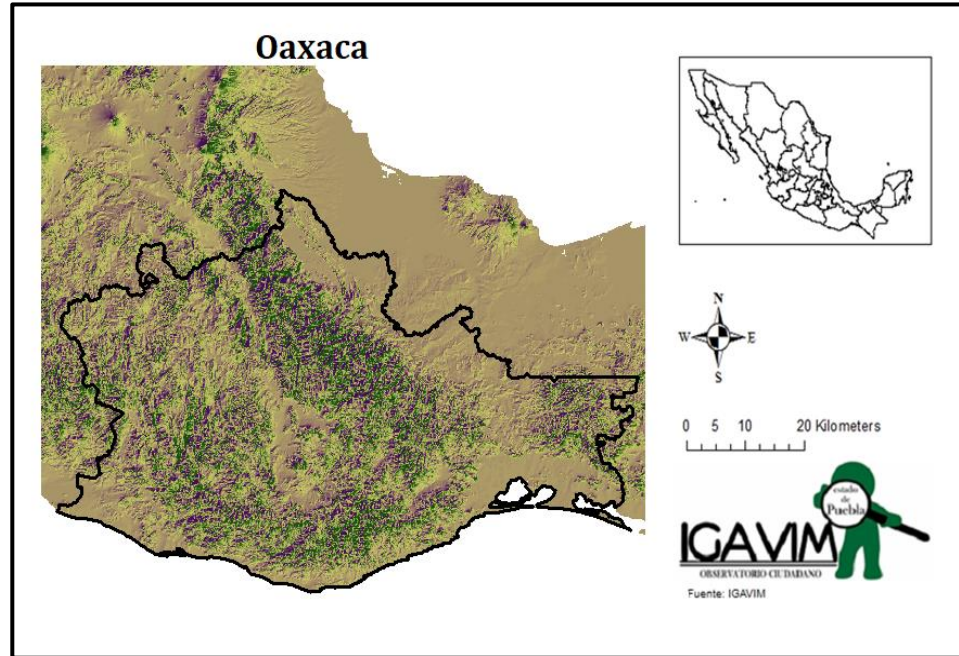 Oaxaca
N
W E
S
0 5 10 20 Kilometers
estado
de
Puebla
IGAVIM
OBSERVATORIO CIUDADANO
Fuente: IGAVIM